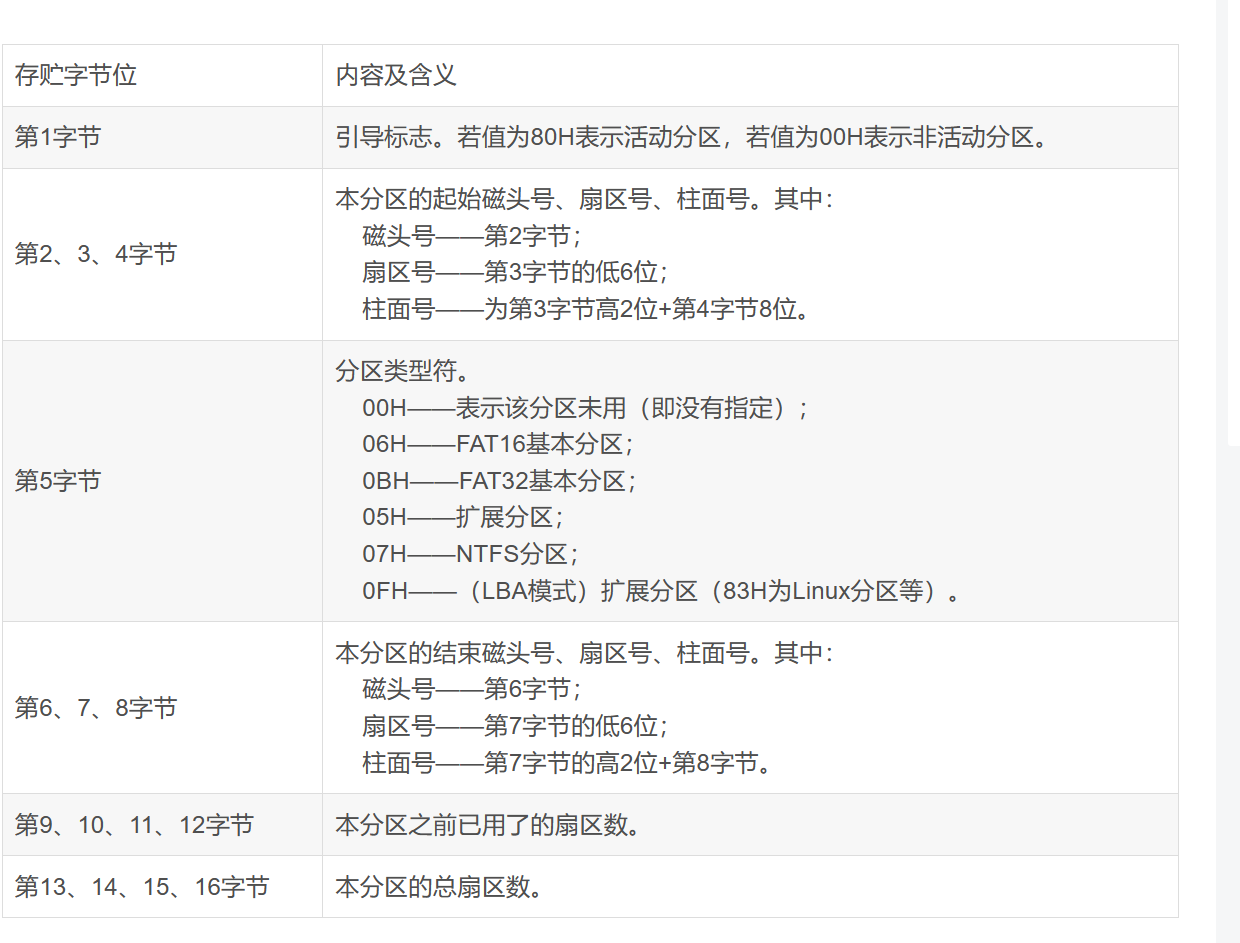 存贮字节位
内容及含义
第1字节
引导标志。若值为80H表示活动分区，若值为00H表示非活动分区。
第2、3、4字节
本分区的起始磁头号、扇区号、柱面号。其中：
磁头号——第2字节；
扇区号——第3字节的低6位；
柱面号——为第3字节高2位+第4字节8位。
第5字节
分区类型符。
00H——表示该分区未用（即没有指定）；
06H——FAT16基本分区；
0BH——FAT32基本分区；
05H——扩展分区；
07H——NTFS分区；
0FH——（LBA模式）扩展分区（83H为Linux分区等）。
第6、7、8字节
本分区的结束磁头号、扇区号、柱面号。其中：
磁头号——第6字节；
扇区号——第7字节的低6位；
柱面号——第7字节的高2位+第8字节。
第9、10、11、12字节
本分区之前已用了的扇区数。
第13、14、15、16字节
本分区的总扇区数。